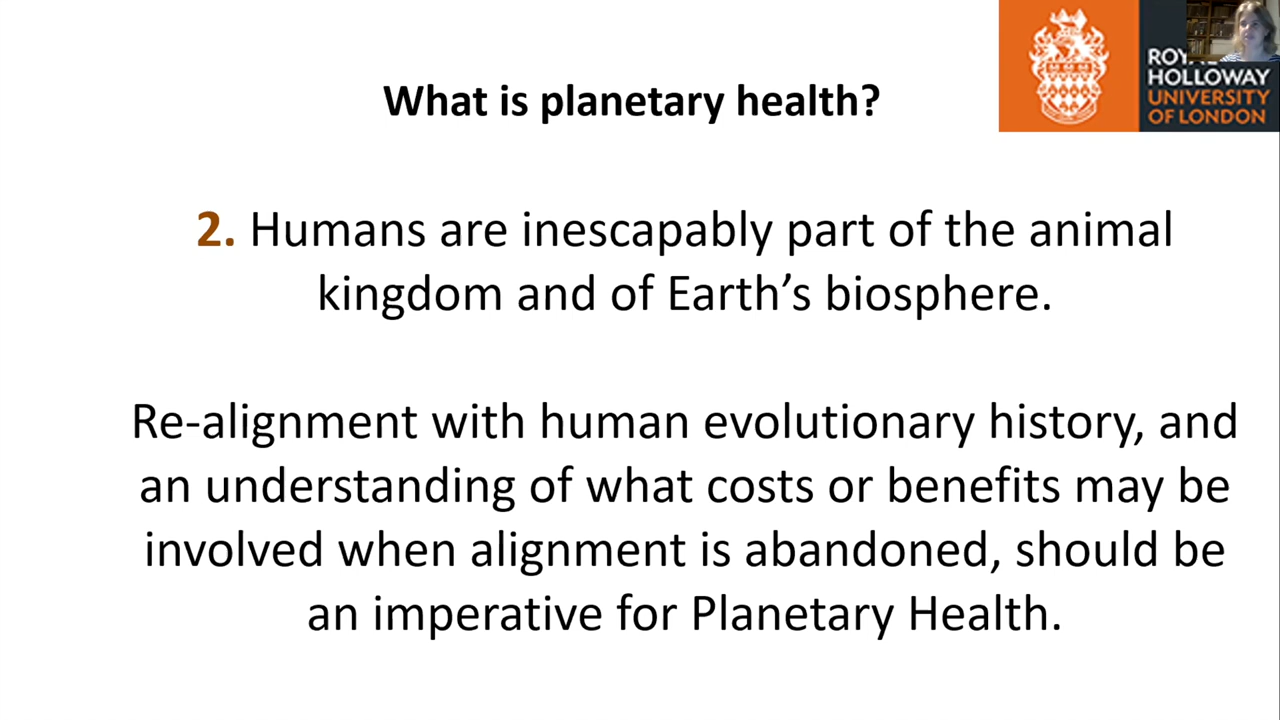 What is planetary health?
ROYAL
HOLLOWAY
UNIVERSITY
OF LONDON
2. Humans are inescapably part of the animal
kingdom and of Earth’s biosphere.
Re-alignment with human evolutionary history, and
an understanding of what costs or benefits may be
involved when alignment is abandoned, should be
an imperative for Planetary Health.